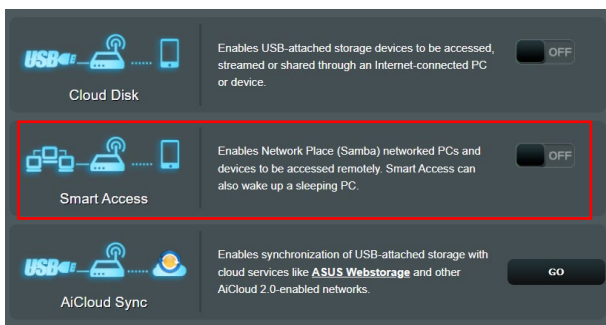 Enables USB-attached storage devices to be accessed,
streamed or shared through an Internet-connected PC
or device.
OFF
USB
Cloud Disk
Enables Network Place (Samba) networked PCs and
devices to be accessed remotely. Smart Access can
also wake up a sleeping PC.
OFF
Smart Access
Enables synchronization of USB-attached storage with
cloud services like ASUS Webstorage and other
AiCloud 2.0-enabled networks.
GO
USB
AiCloud Sync